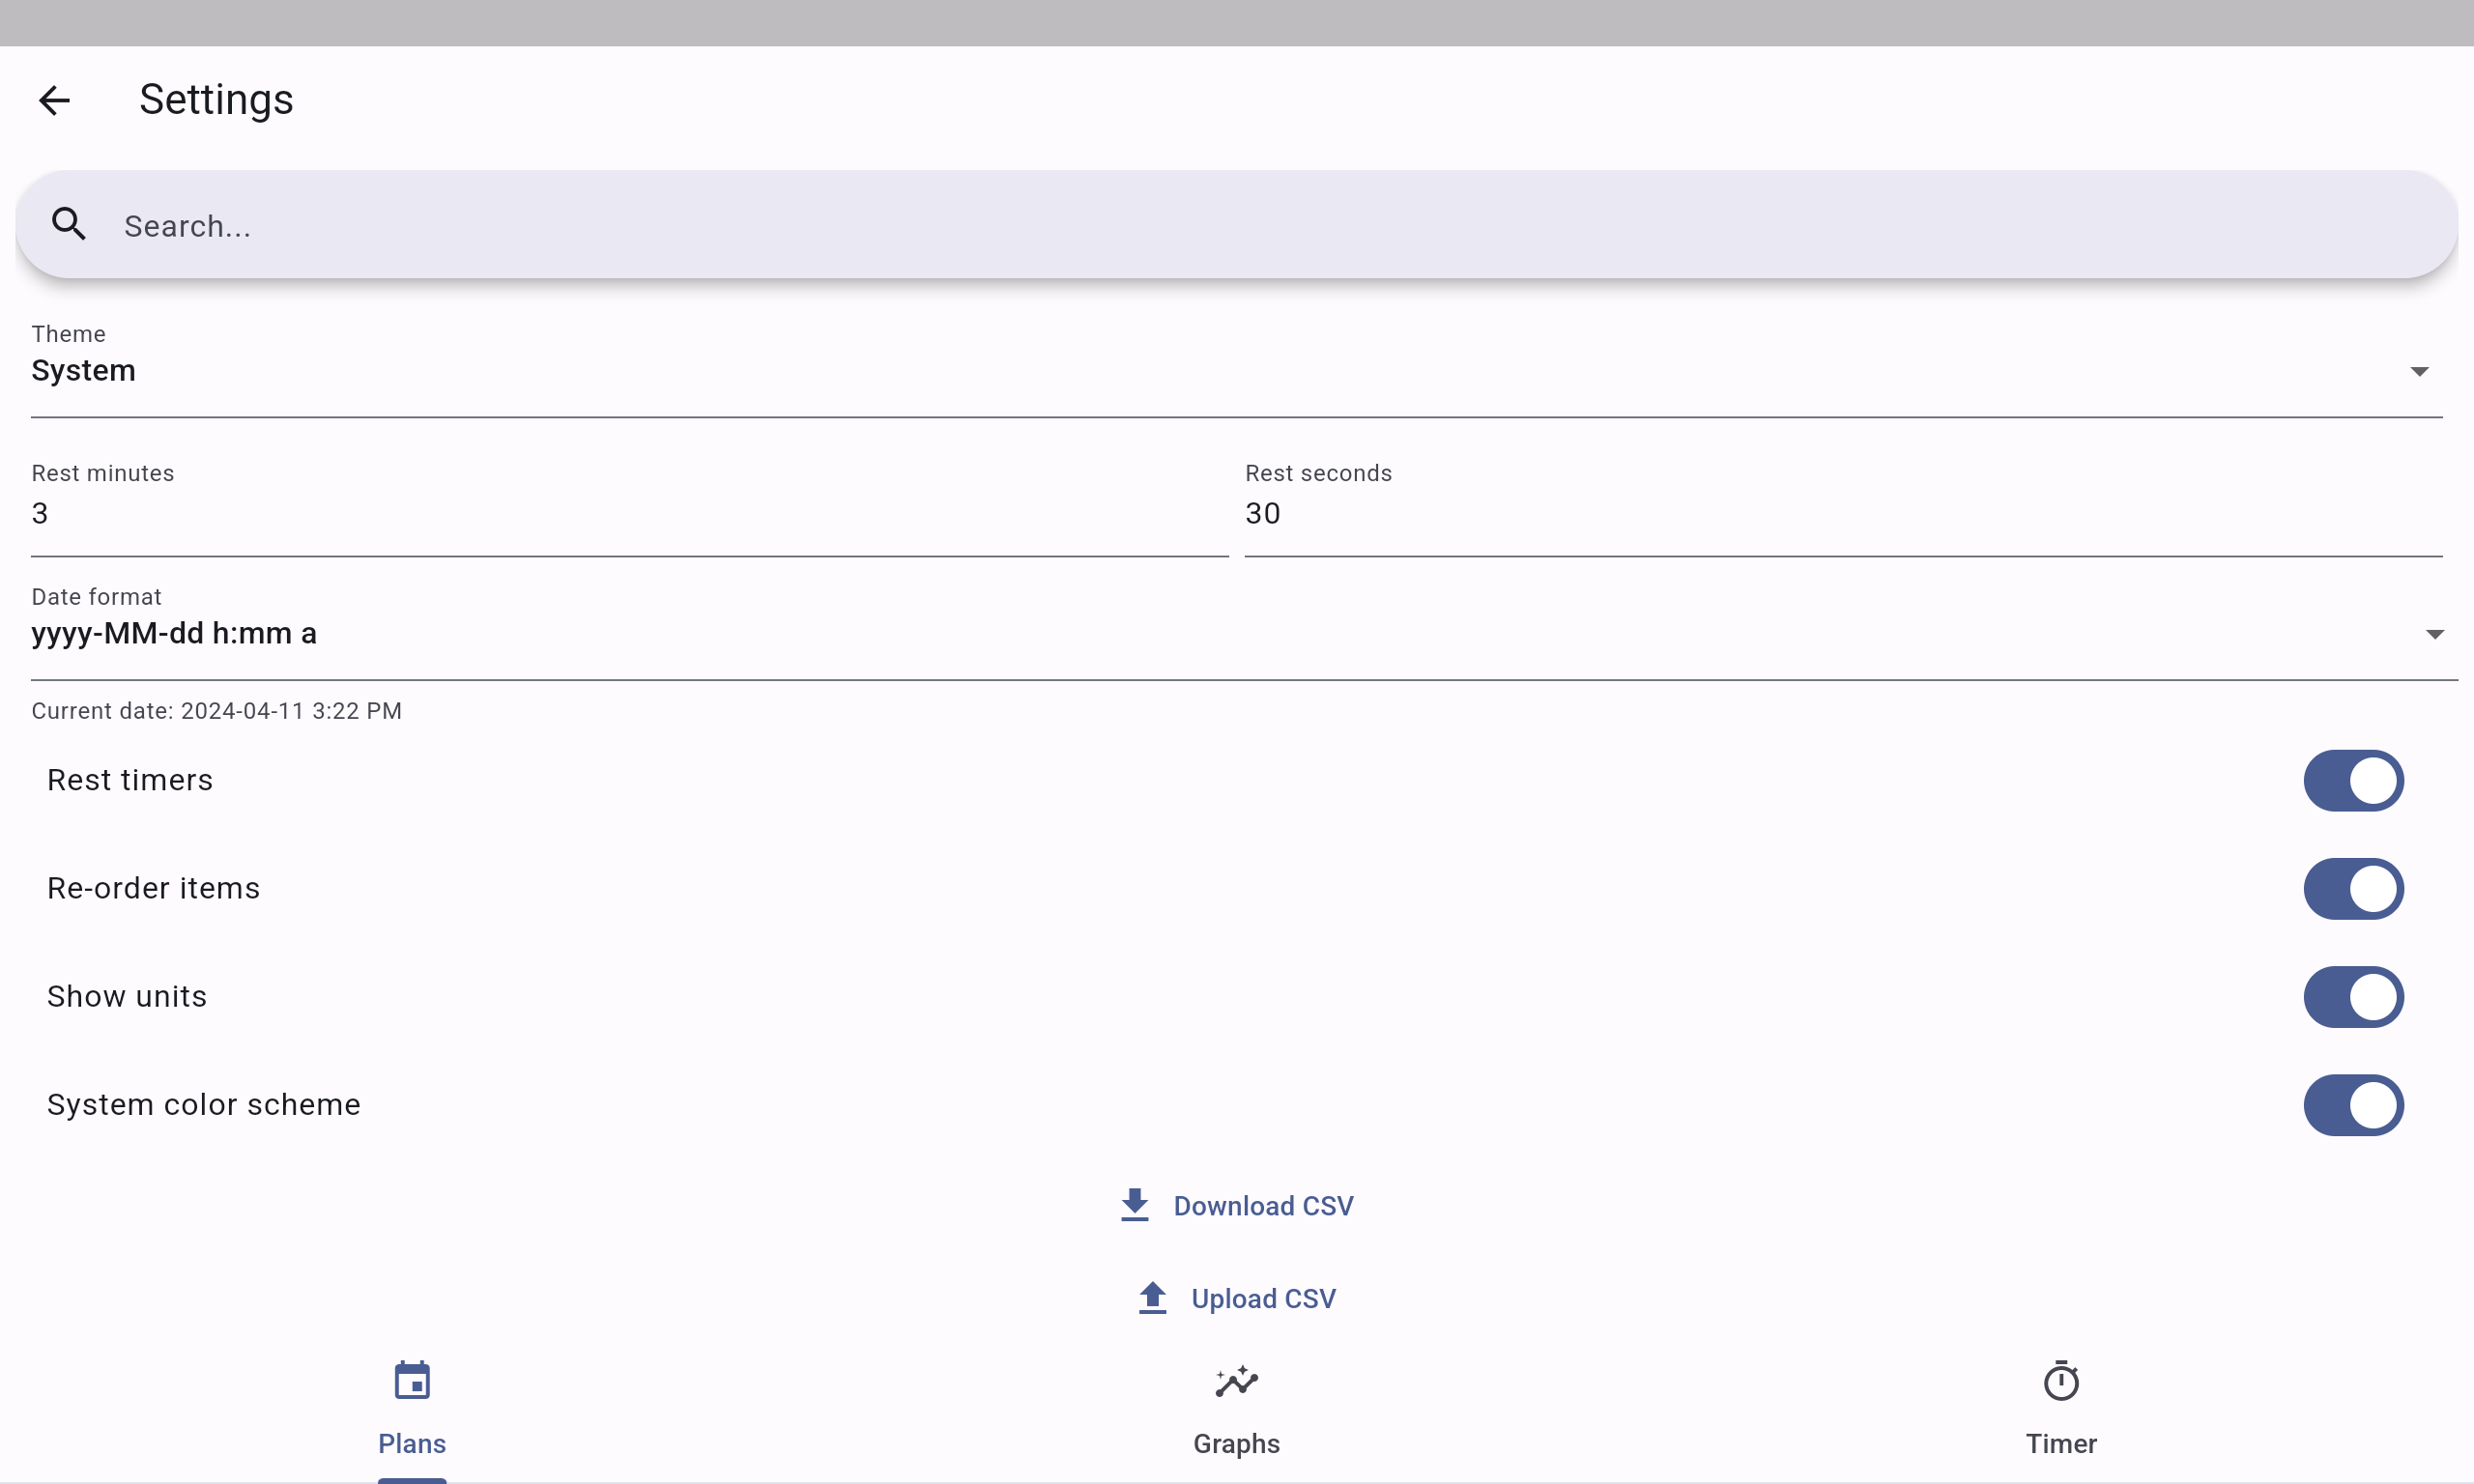 Settings
Search...
Theme
System
Rest minutes
Rest seconds
3
30
Date format
yyyy-MM-dd h:mm a
Current date: 2024-04-11 3:22 PM
Rest timers
Re-order items
Show units
System color scheme
Download CSV
Upload CSV
Plans
Graphs
Timer